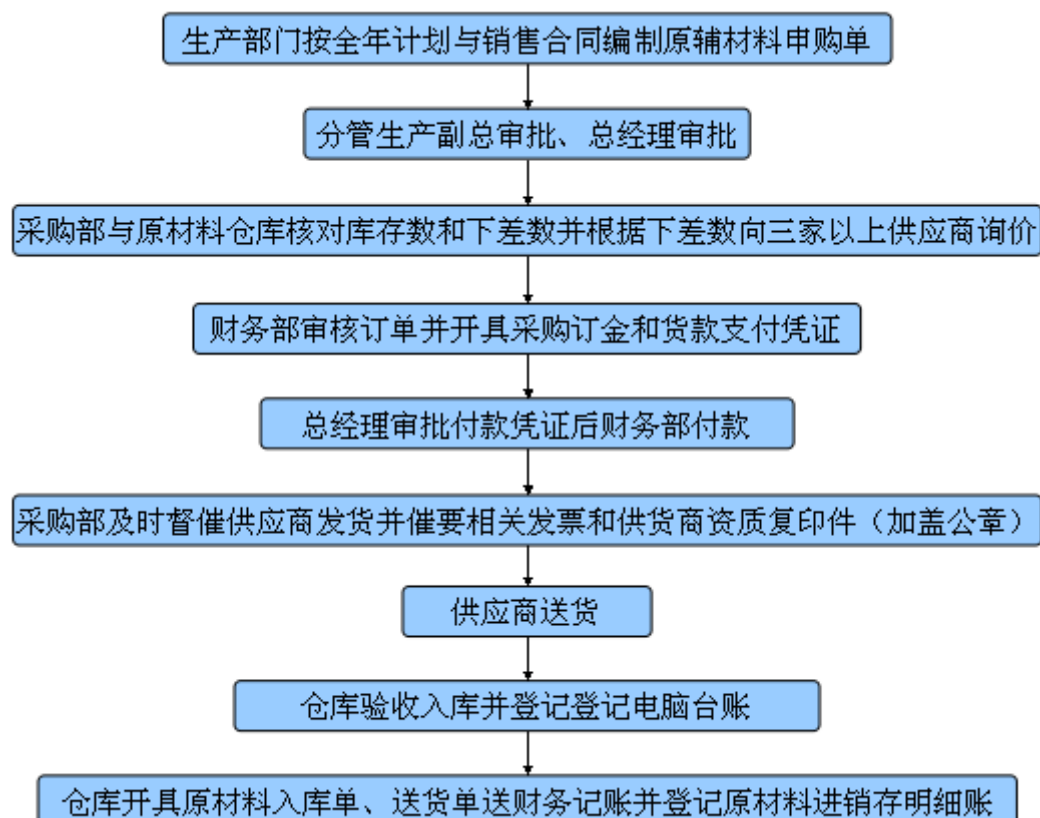 生产部门按全年计划与销售合同编制原辅材料申购单
分管生产副总审批、总经理审批
采购部与原材料仓库核对库存数和下差数并根据下差数向三家以上供应商询价
财务部审核订单并开具采购订金和货款支付凭证
总经理审批付款凭证后财务部付款
采购部及时督催供应商发货并催要相关发票和供货商资质复印件（加盖公章）
供应商送货
仓库验收入库并登记登记电脑台账
仓库开具原材料入库单、送货单送财务记账并登记原材料进销存明细账